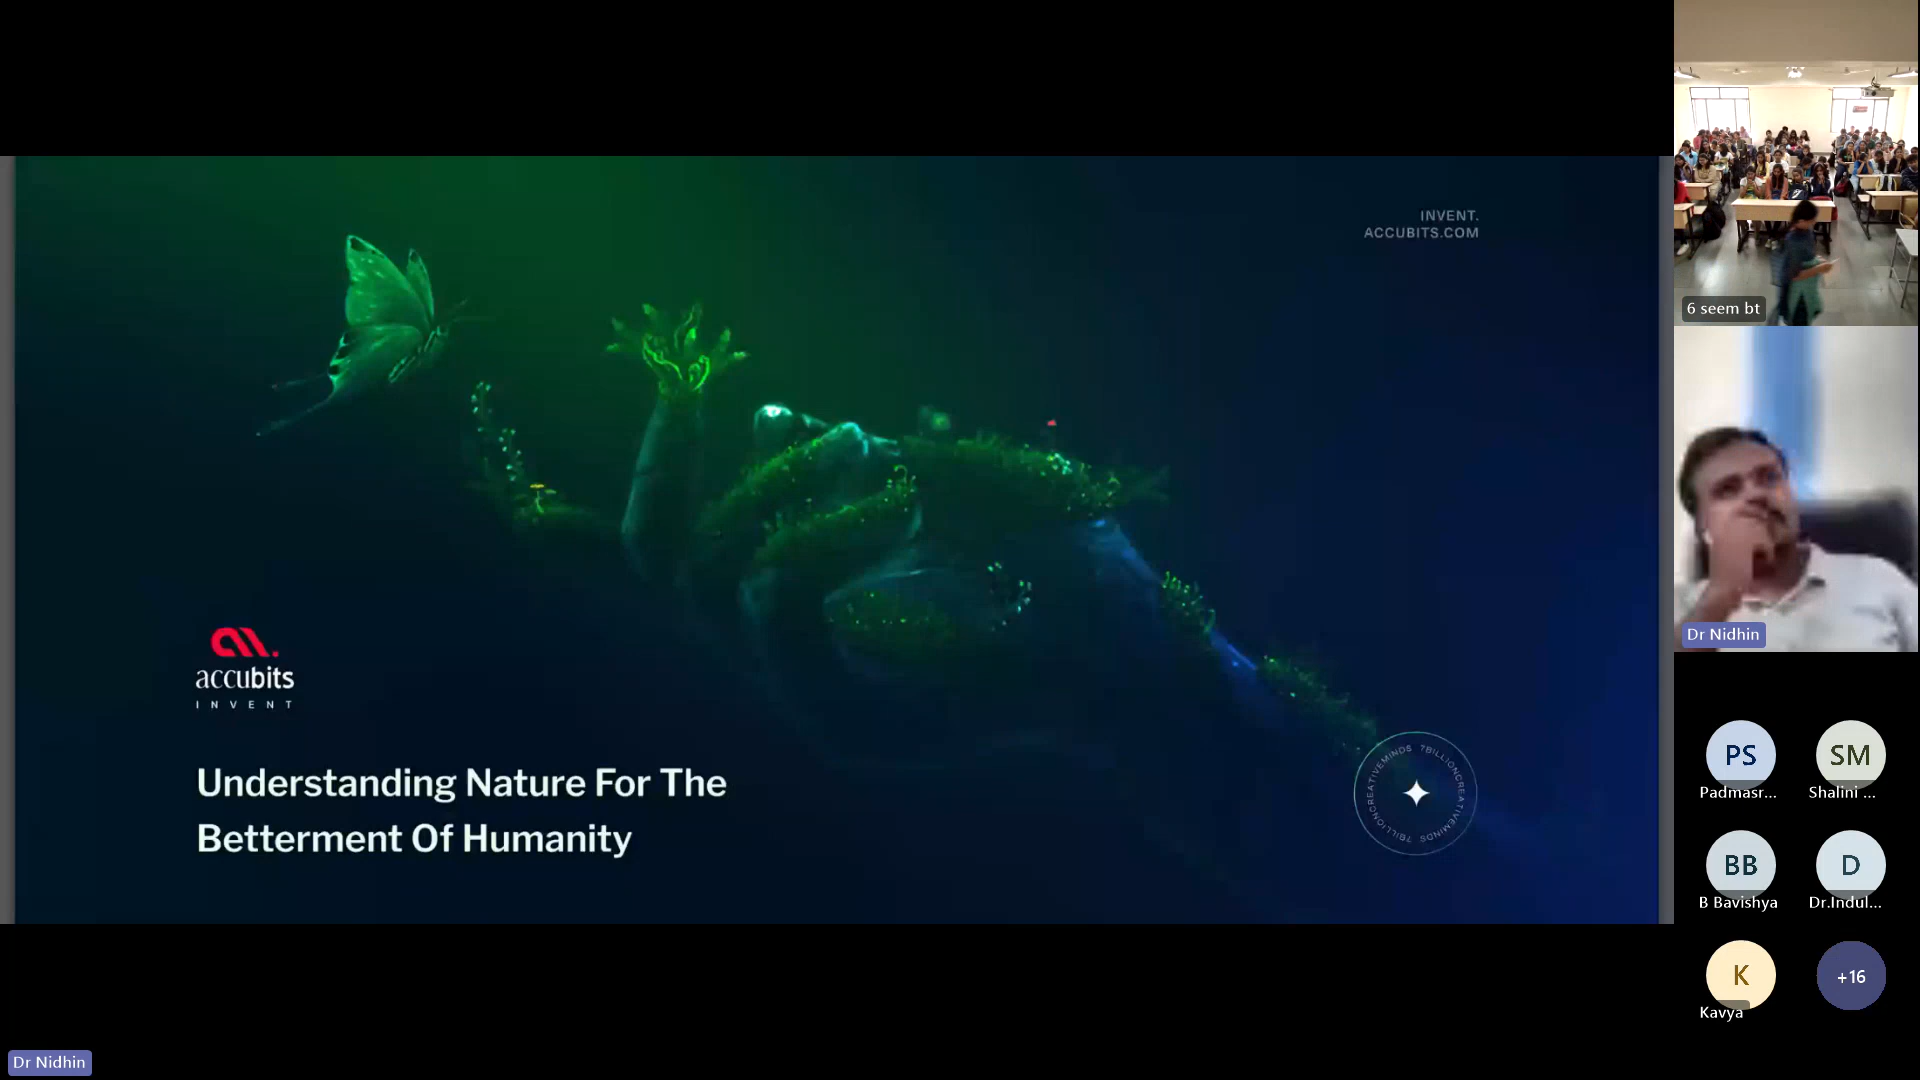 INVENT.
ACCUBITS.COM
accubits
INVENT
Understanding Nature For The
Betterment Of Humanity
7BILLIONCREATIVEMINDS 7BILLIONCREATIVEMINDS
6 seem bt
Dr Nidhin
PS
Padmasr...
SM
Shalini ...
BB
B Bavishya
D
Dr.Indul...
K
Kavya
+16
Dr Nidhin